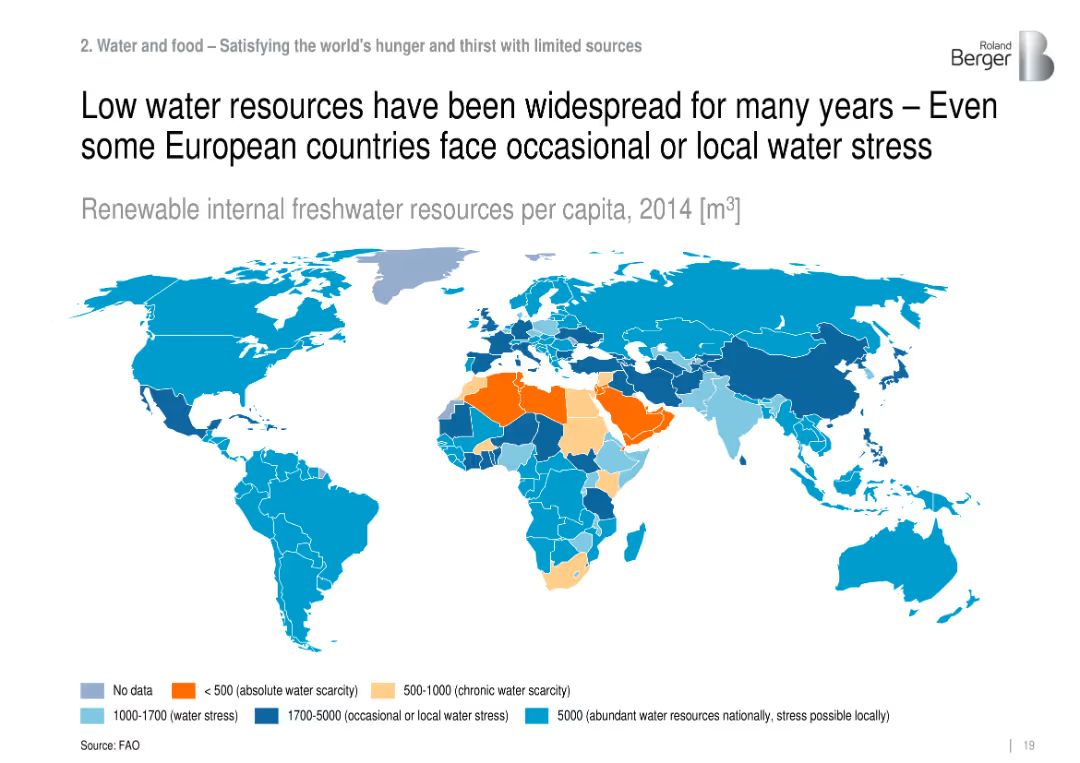 2. Water and food – Satisfying the world's hunger and thirst with limited sources
Roland
Berger
Low water resources have been widespread for many years – Even
some European countries face occasional or local water stress
Renewable internal freshwater resources per capita, 2014 [m³]
No data
< 500 (absolute water scarcity)
500-1000 (chronic water scarcity)
1000-1700 (water stress)
1700-5000 (occasional or local water stress)
5000 (abundant water resources nationally, stress possible locally)
Source: FAO
| 19